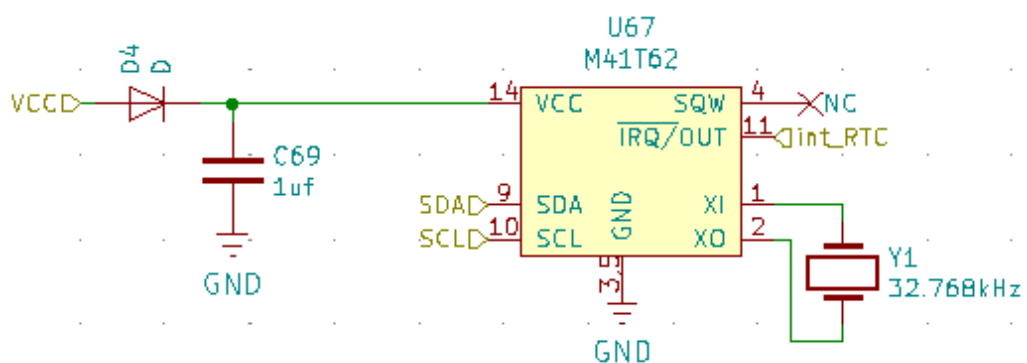 U67
M41T62
D4
D
VCC
14
VCC
SQW
4
NC
IRQ/OUT
11
int_RTC
C69
1uf
SDA
9
SDA
GND
XI
1
SCL
10
SCL
XO
2
Y1
32.768kHz
3,5
GND
GND